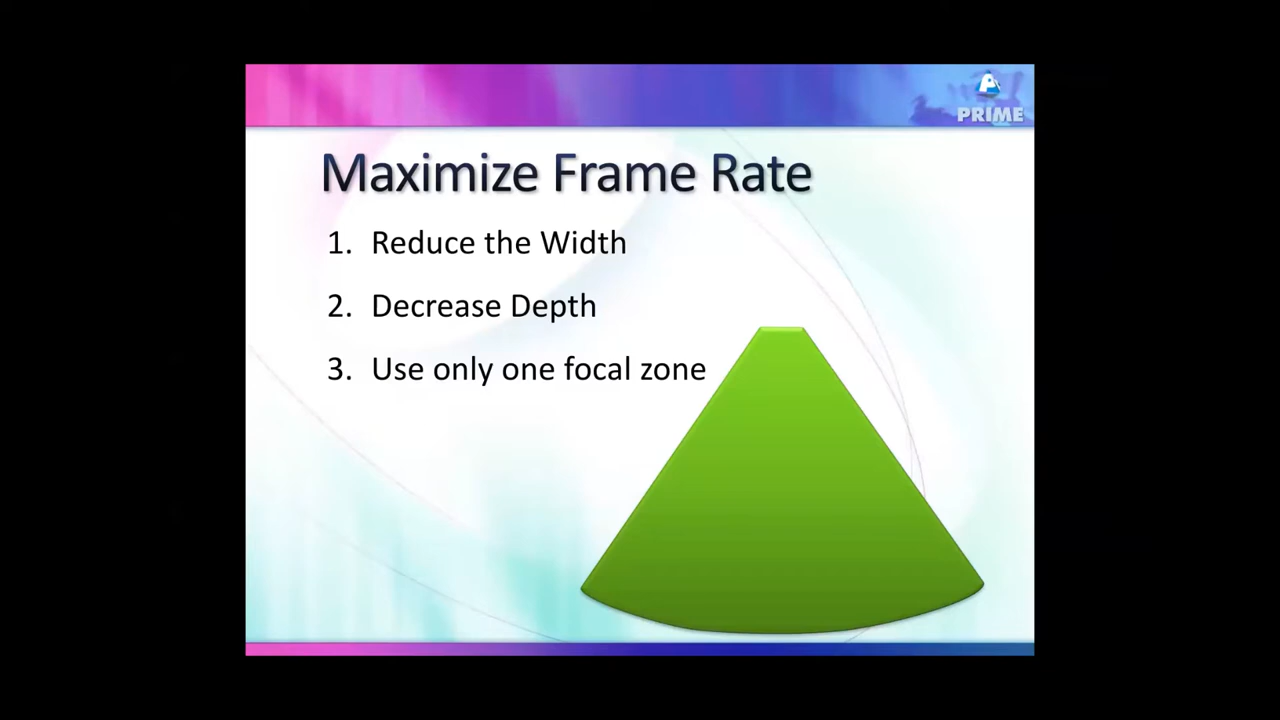 PRIME
Maximize Frame Rate
1. Reduce the Width
2. Decrease Depth
3. Use only one focal zone